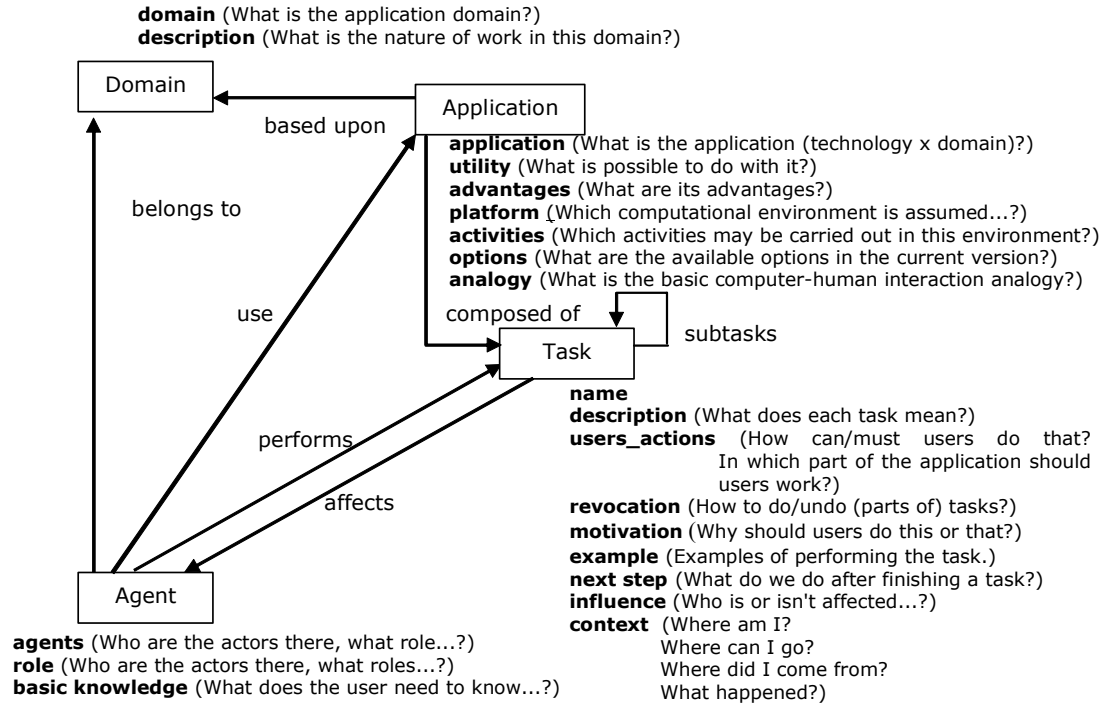 domain (What is the application domain?)
description (What is the nature of work in this domain?)
Domain
Application
based upon
application (What is the application (technology x domain)?)
utility (What is possible to do with it?)
advantages (What are its advantages?)
platform (Which computational environment is assumed...?)
activities (Which activities may be carried out in this environment?)
options (What are the available options in the current version?)
analogy (What is the basic computer-human interaction analogy?)
belongs to
use
composed of
subtasks
Task
name
description (What does each task mean?)
users_actions (How can/must users do that?
In which part of the application should
users work?)
revocation (How to do/undo (parts of) tasks?)
motivation (Why should users do this or that?)
example (Examples of performing the task.)
next step (What do we do after finishing a task?)
influence (Who is or isn't affected...?)
context (Where am I?
Where can I go?
Where did I come from?
What happened?)
performs
affects
Agent
agents (Who are the actors there, what role...?)
role (Who are the actors there, what roles...?)
basic knowledge (What does the user need to know...?)